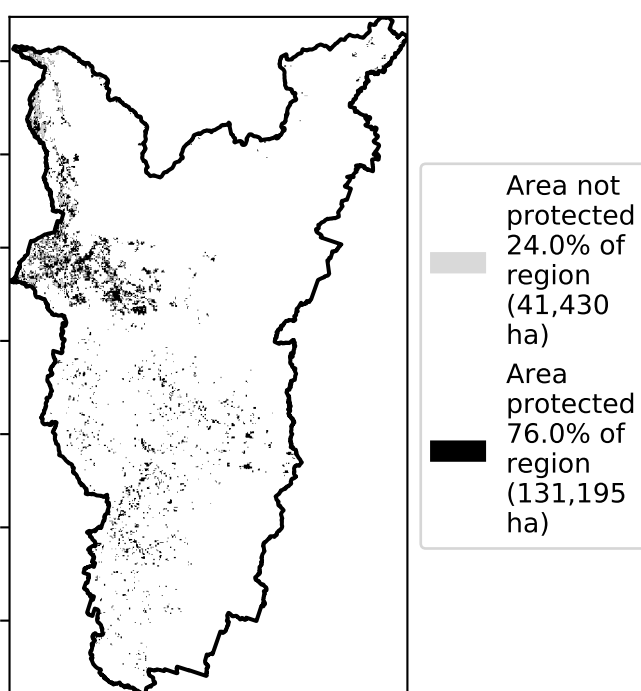 Area not
protected
24.0% of
region
(41,430
ha)
Area
protected
76.0% of
region
(131,195
ha)